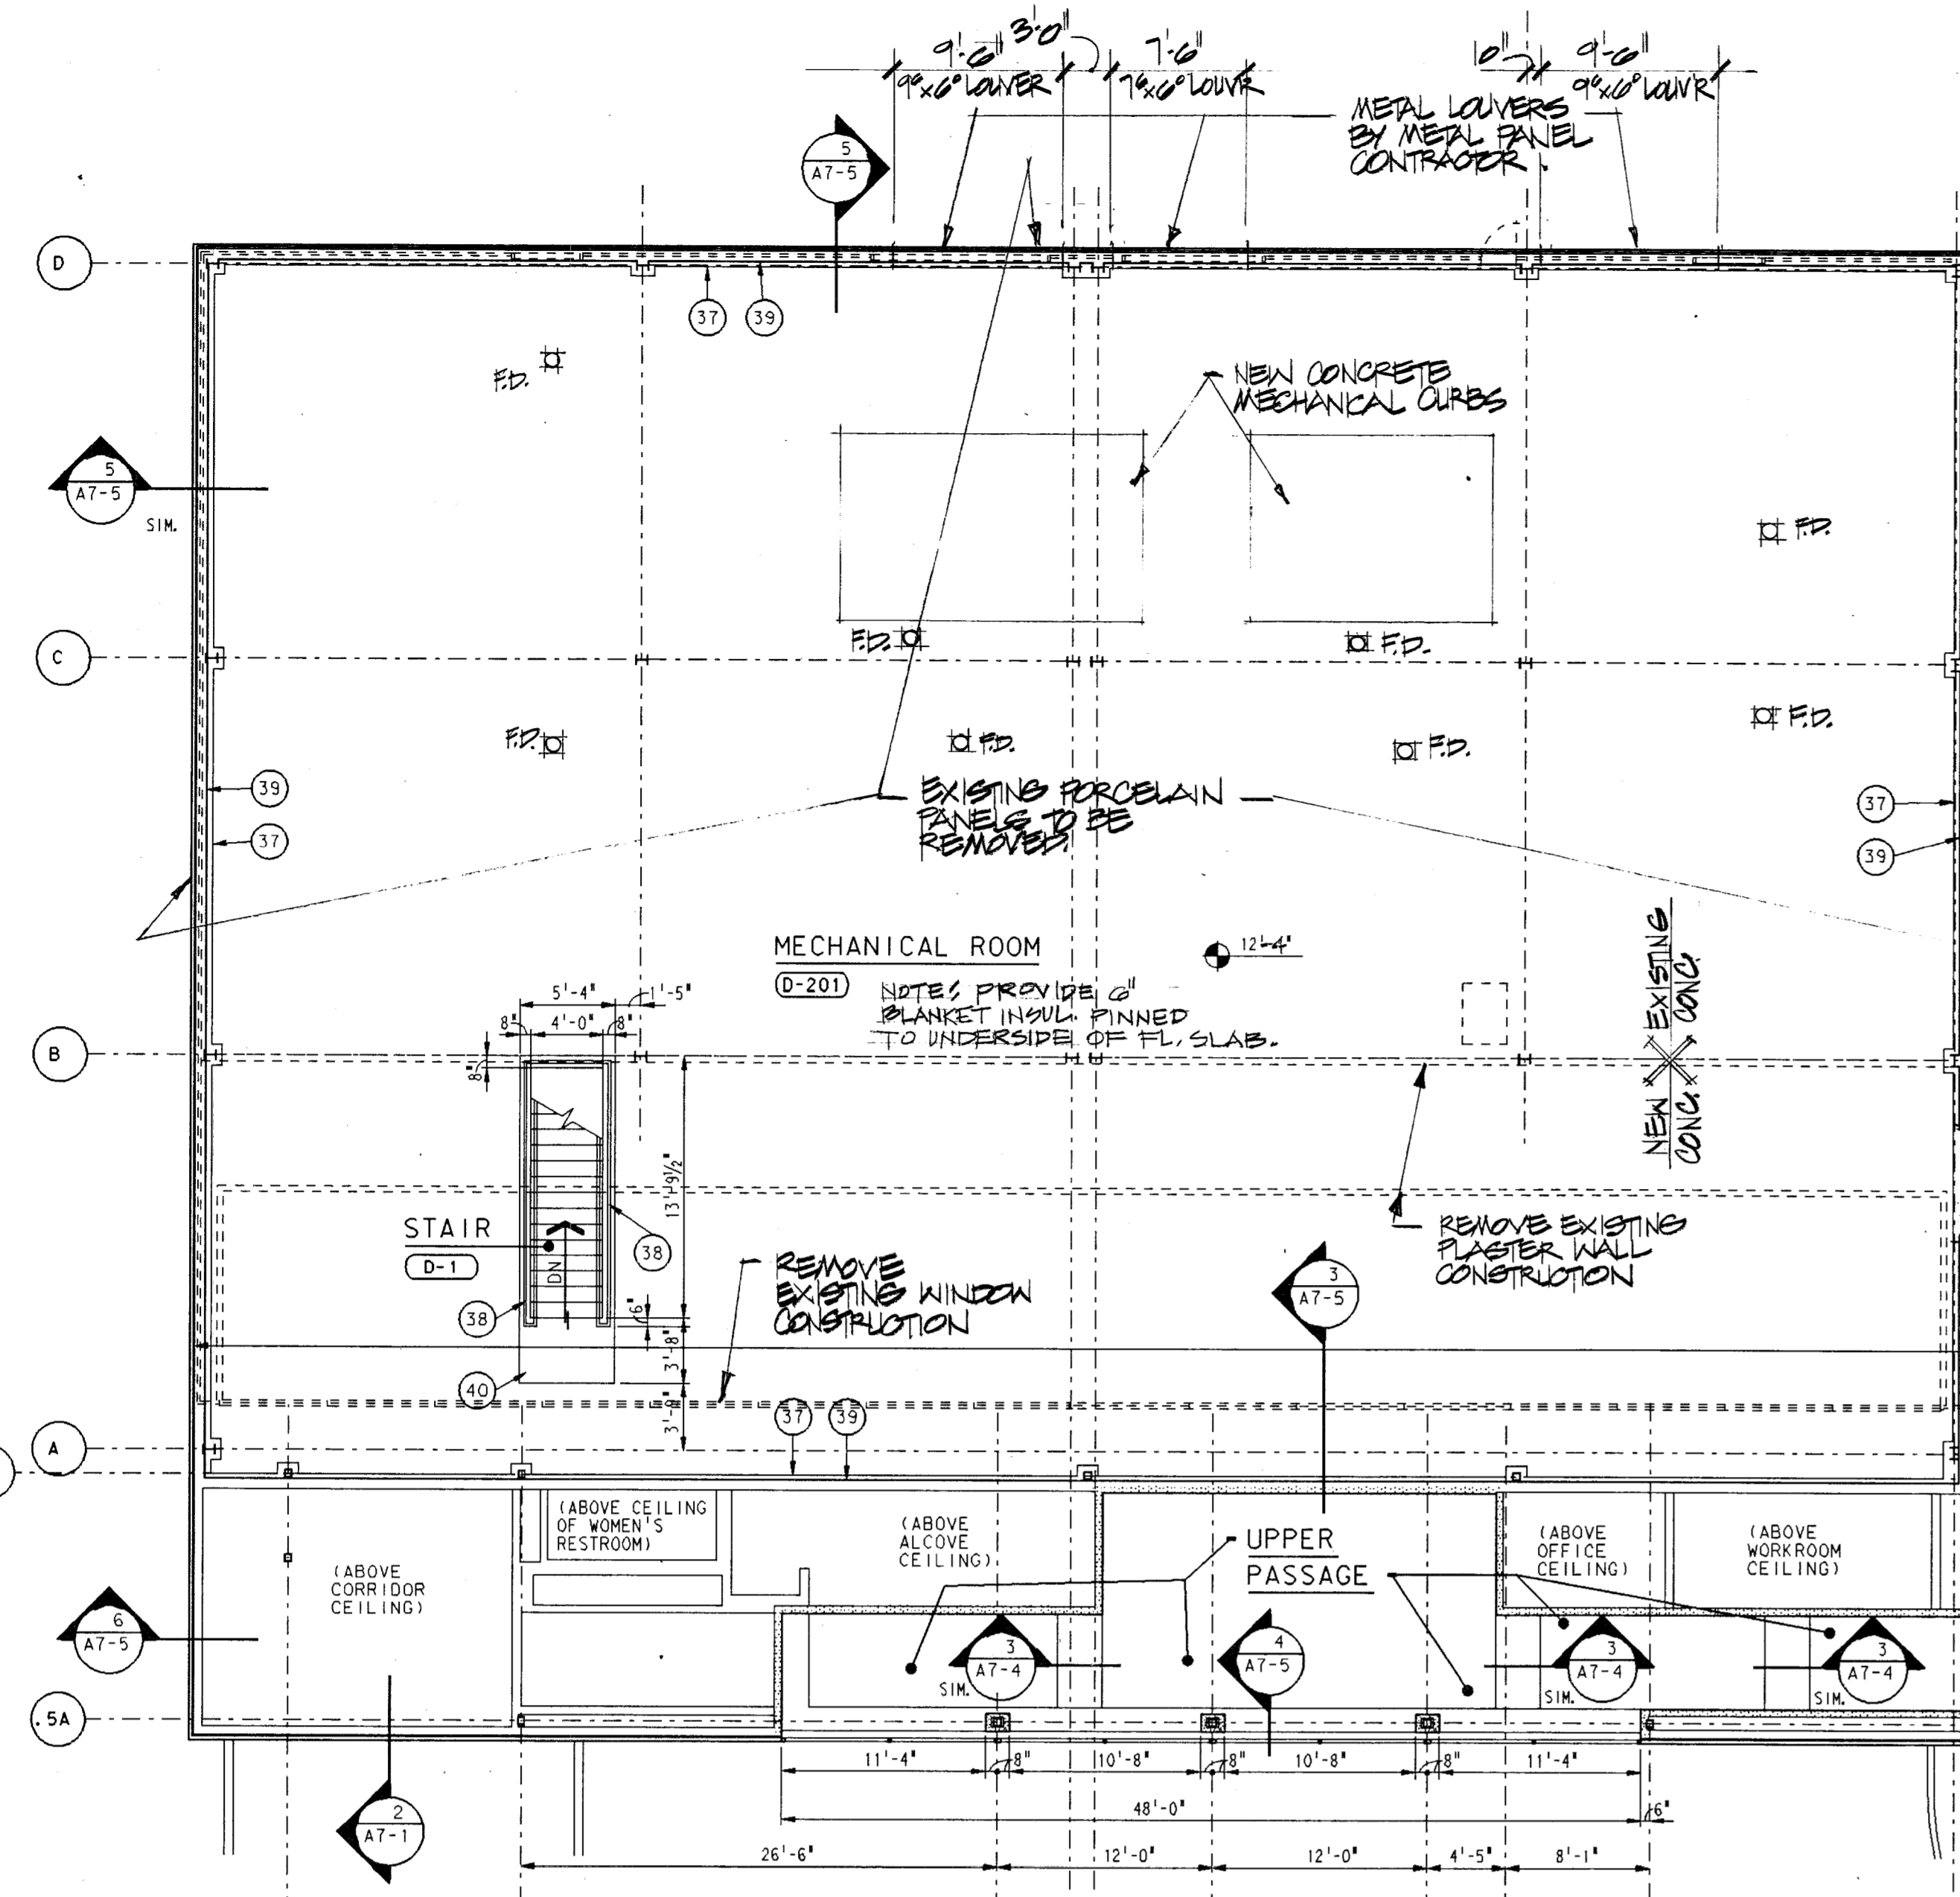 9'-6" 3'-0" 7'-6" 10" 9'-6"
9⁶x6⁰ LOUVER 7⁶x6⁰ LOUVR 9⁶x6⁰ LOUVR
METAL LOUVERS
BY METAL PANEL
CONTRACTOR.
5
A7-5
D
37 39
F.D.
NEW CONCRETE
MECHANICAL CURBS
5
A7-5
SIM.
F.D.
F.D.
F.D.
C
F.D.
F.D.
F.D.
F.D.
39
37
EXISTING PORCELAIN
PANELS TO BE
REMOVED.
37
39
MECHANICAL ROOM
D-201
12'-4"
NOTE: PROVIDE 6"
BLANKET INSUL. PINNED
TO UNDERSIDE OF FL. SLAB.
EXISTING
CONC.
NEW
CONC.
5'-4" 1'-5"
8" 4'-0" 8"
B
8"
13'-9½"
STAIR
D-1
DN
38
38
6"
3'-8"
40
3'-9"
REMOVE
EXISTING WINDOW
CONSTRUCTION
REMOVE EXISTING
PLASTER WALL
CONSTRUCTION
3
A7-5
37 39
A
(ABOVE CEILING
OF WOMEN'S
RESTROOM)
(ABOVE
ALCOVE
CEILING)
UPPER
PASSAGE
(ABOVE
OFFICE
CEILING)
(ABOVE
WORKROOM
CEILING)
(ABOVE
CORRIDOR
CEILING)
6
A7-5
3
A7-4
SIM.
4
A7-5
3
A7-4
SIM.
3
A7-4
SIM.
.5A
11'-4" 8" 10'-8" 8" 10'-8" 8" 11'-4"
48'-0" 6"
2
A7-1
26'-6" 12'-0" 12'-0" 4'-5" 8'-1"